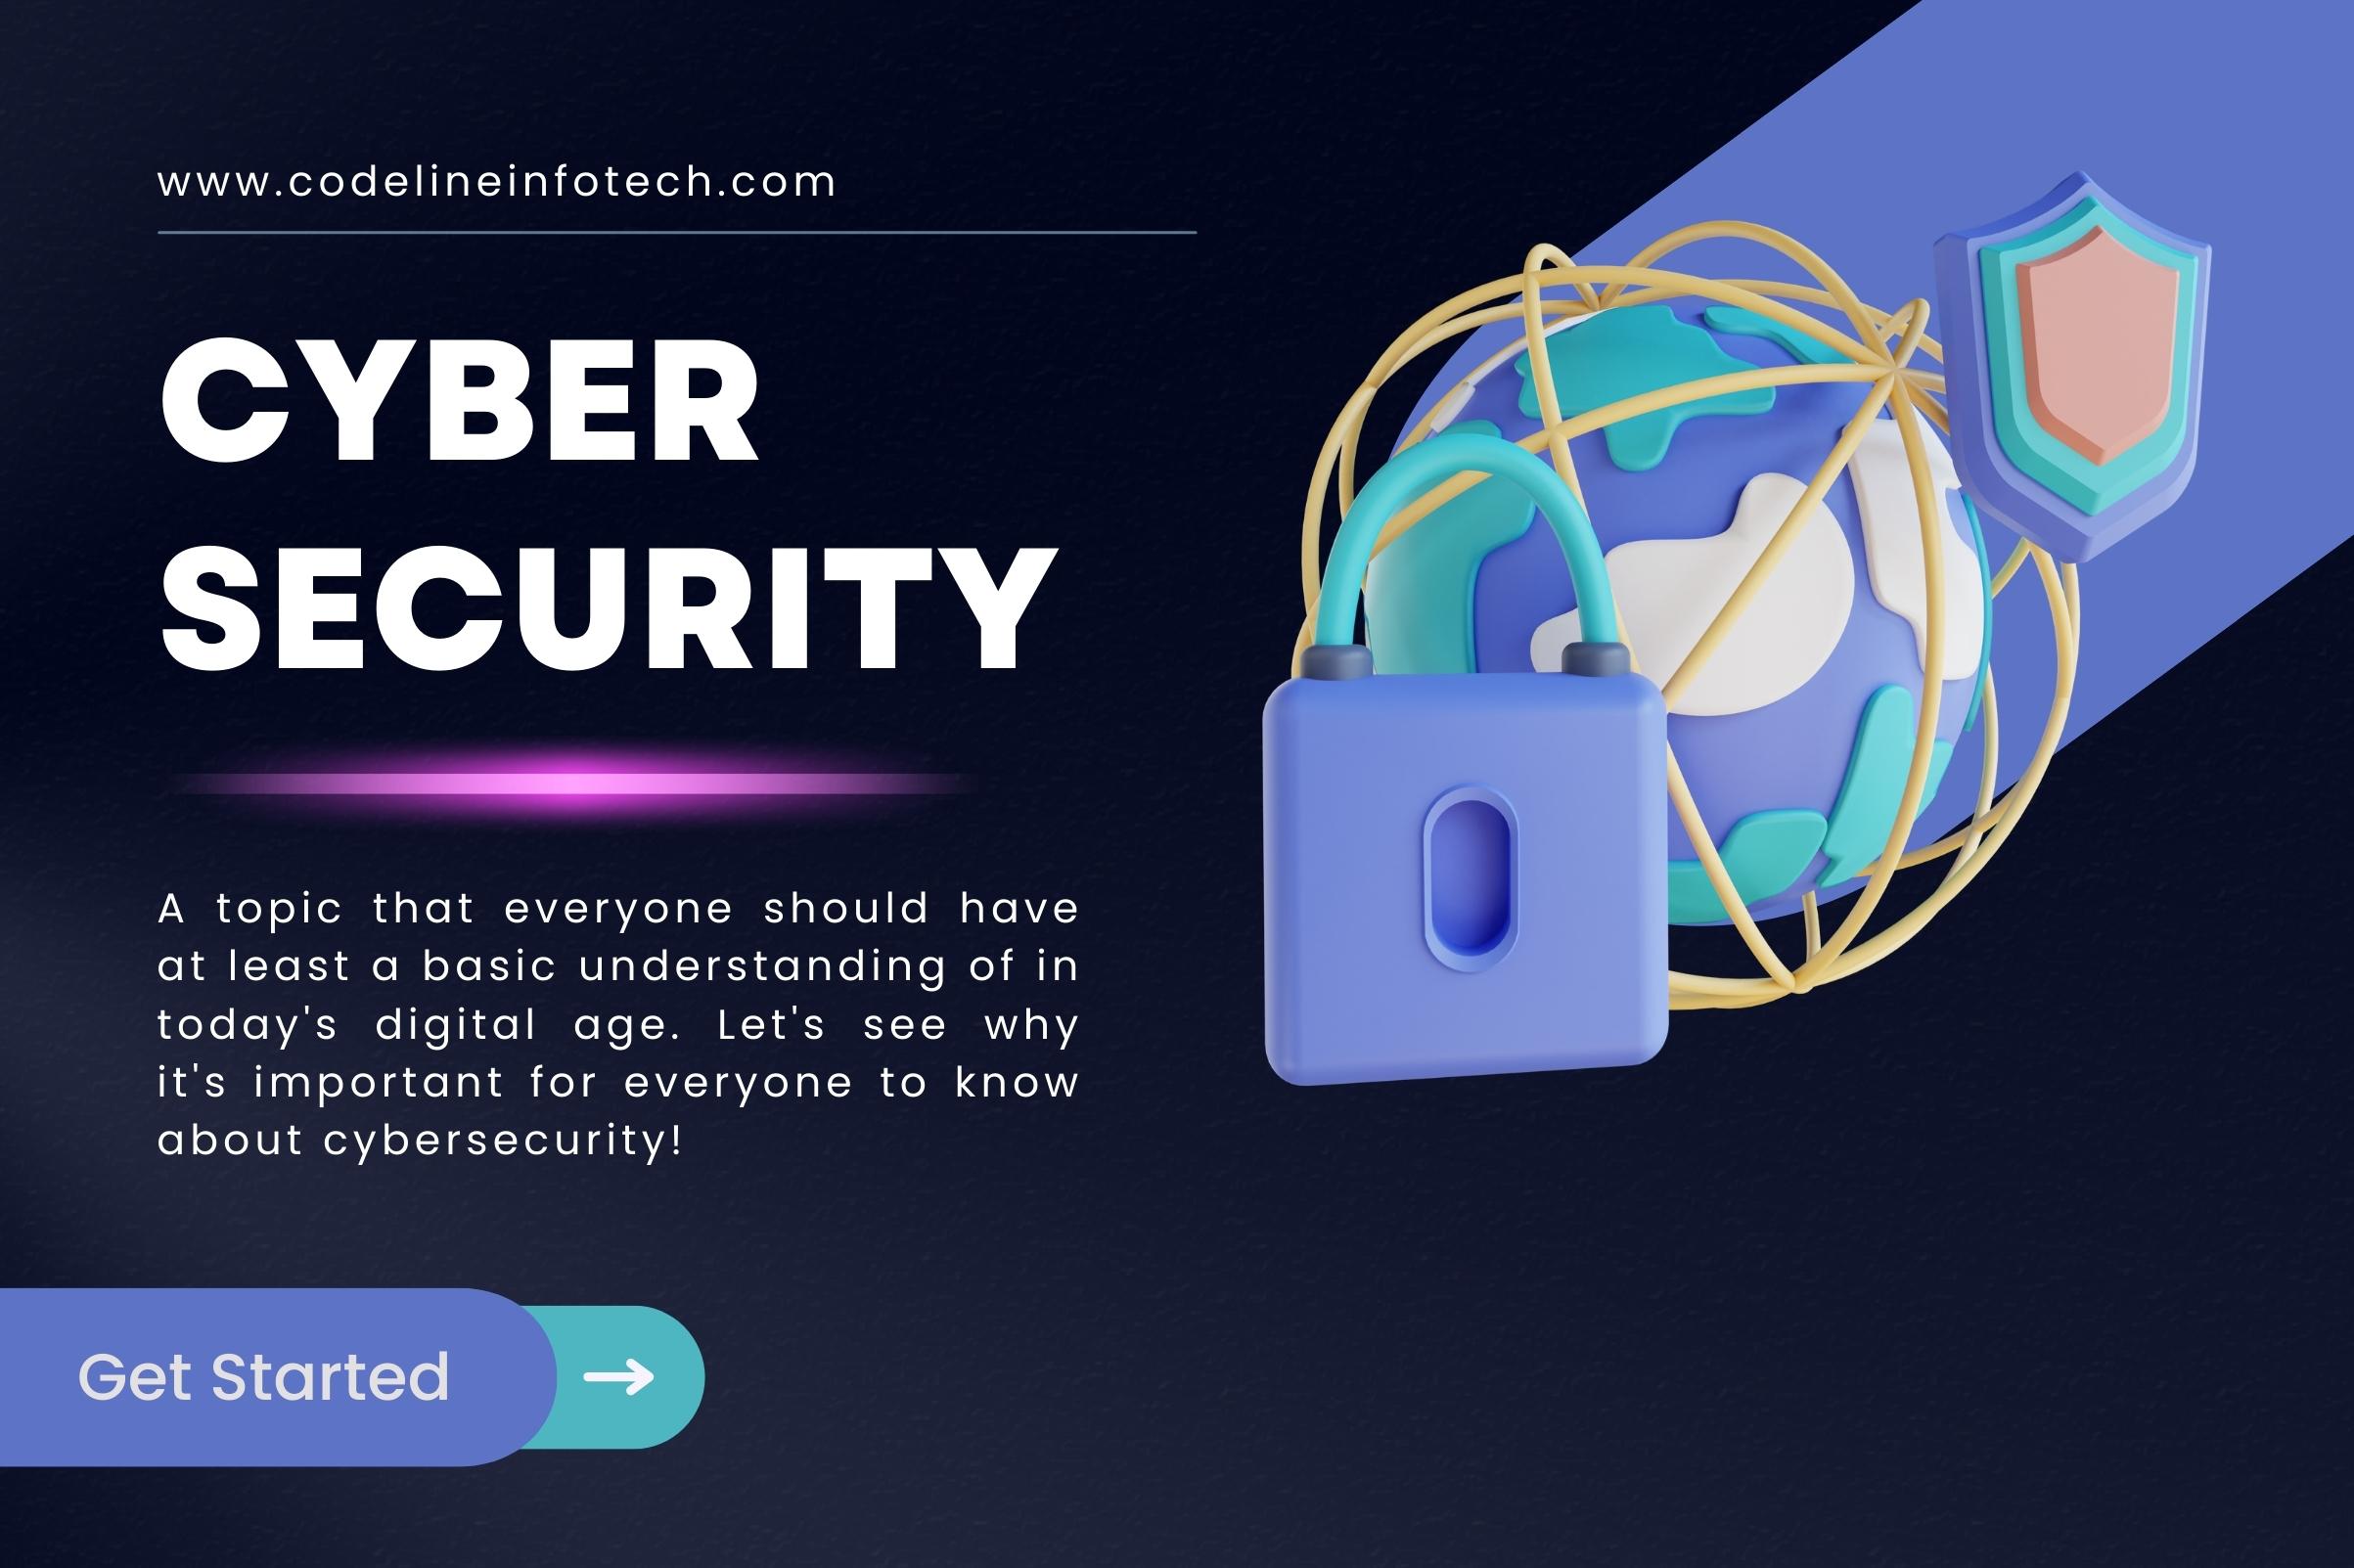 www.codelineinfotech.com
CYBER
SECURITY
A topic that everyone should have
at least a basic understanding of in
today's digital age. Let's see why
it's important for everyone to know
about cybersecurity!
Get Started